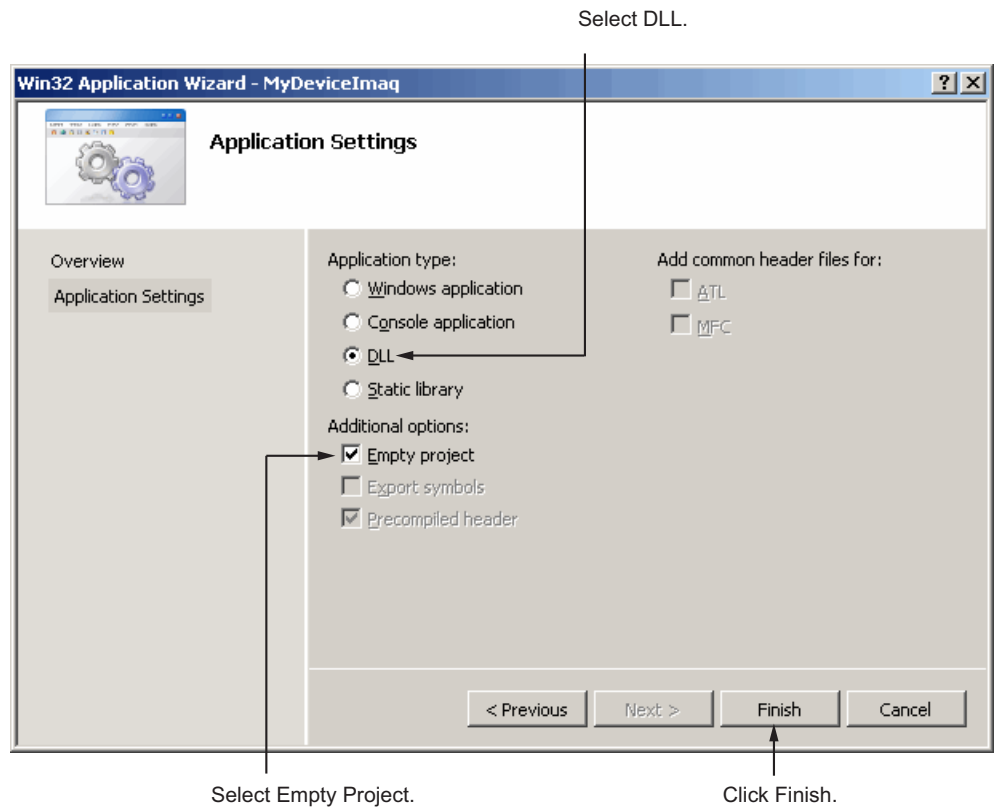 Select DLL.
Win32 Application Wizard - MyDeviceImaq
Application Settings
Overview
Application Settings
Application type:
Windows application
Console application
DLL
Static library
Additional options:
Empty project
Export symbols
Precompiled header
Add common header files for:
ATL
MFC
< Previous
Next >
Finish
Cancel
Select Empty Project.
Click Finish.